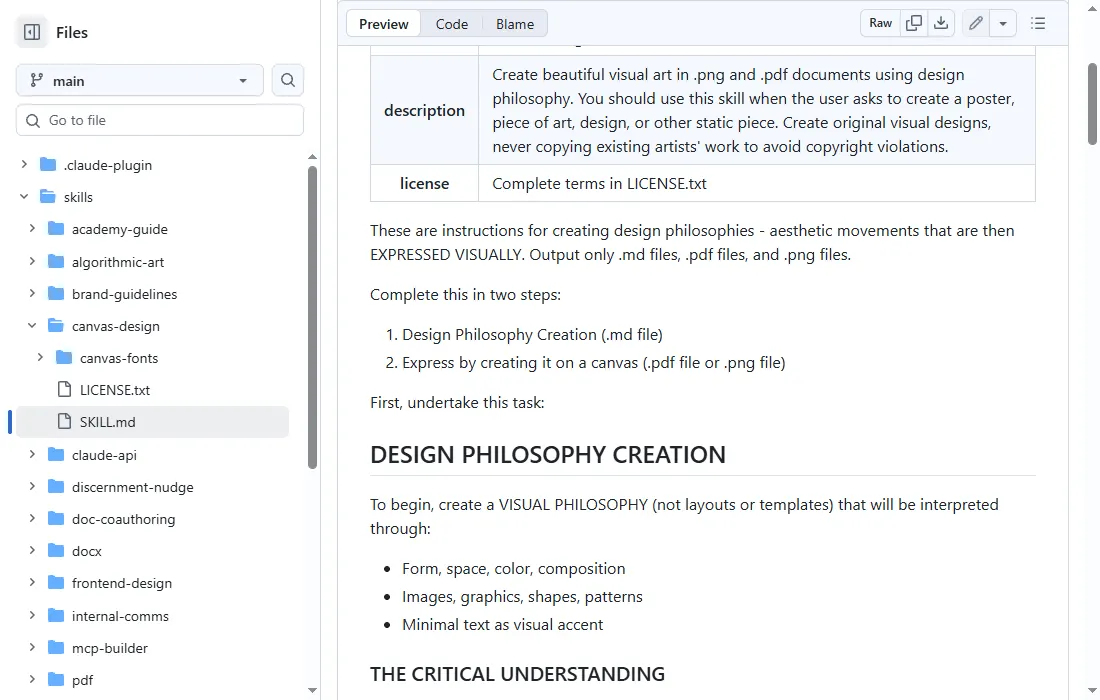 Files
main
Go to file
.claude-plugin
skills
academy-guide
algorithmic-art
brand-guidelines
canvas-design
canvas-fonts
LICENSE.txt
SKILL.md
claude-api
discernment-nudge
doc-coauthoring
docx
frontend-design
internal-comms
mcp-builder
pdf
Preview Code Blame Raw
description
Create beautiful visual art in .png and .pdf documents using design
philosophy. You should use this skill when the user asks to create a poster,
piece of art, design, or other static piece. Create original visual designs,
never copying existing artists' work to avoid copyright violations.
license Complete terms in LICENSE.txt
These are instructions for creating design philosophies - aesthetic movements that are then
EXPRESSED VISUALLY. Output only .md files, .pdf files, and .png files.
Complete this in two steps:
1. Design Philosophy Creation (.md file)
2. Express by creating it on a canvas (.pdf file or .png file)
First, undertake this task:
DESIGN PHILOSOPHY CREATION
To begin, create a VISUAL PHILOSOPHY (not layouts or templates) that will be interpreted
through:
• Form, space, color, composition
• Images, graphics, shapes, patterns
• Minimal text as visual accent
THE CRITICAL UNDERSTANDING